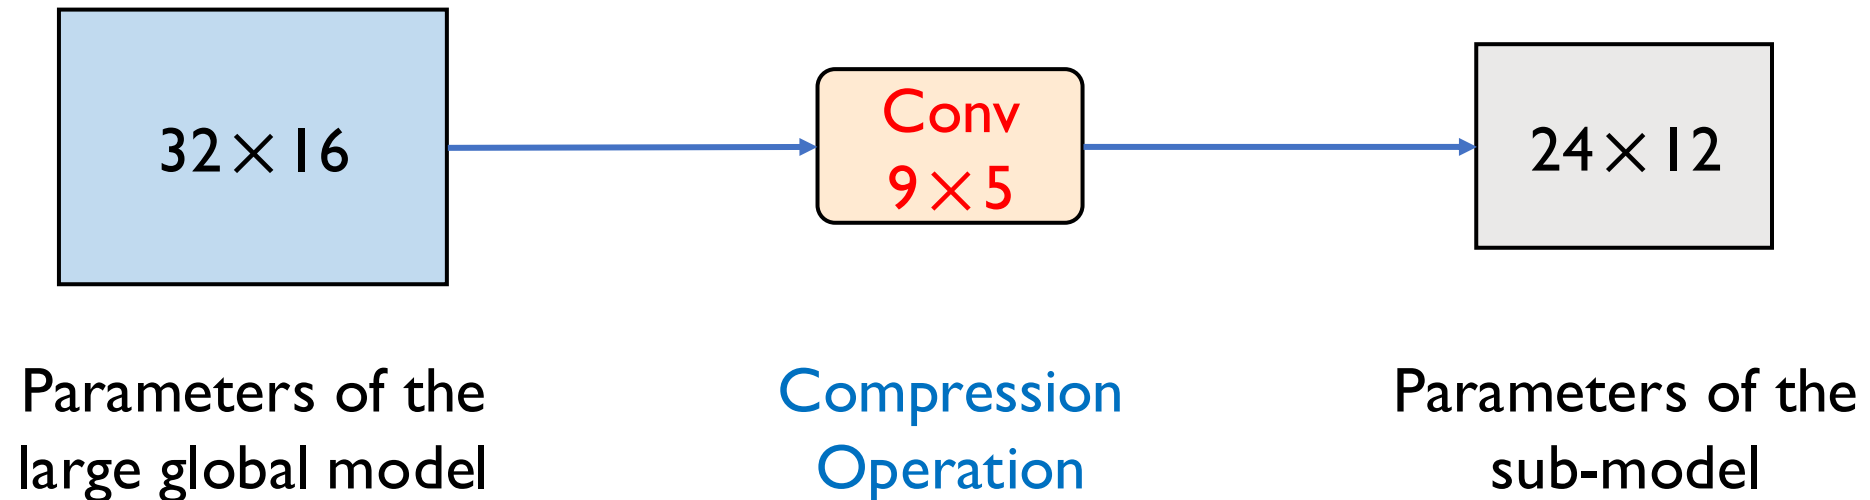 32×16
Conv
9×5
24×12
Parameters of the
large global model
Compression
Operation
Parameters of the
sub-model